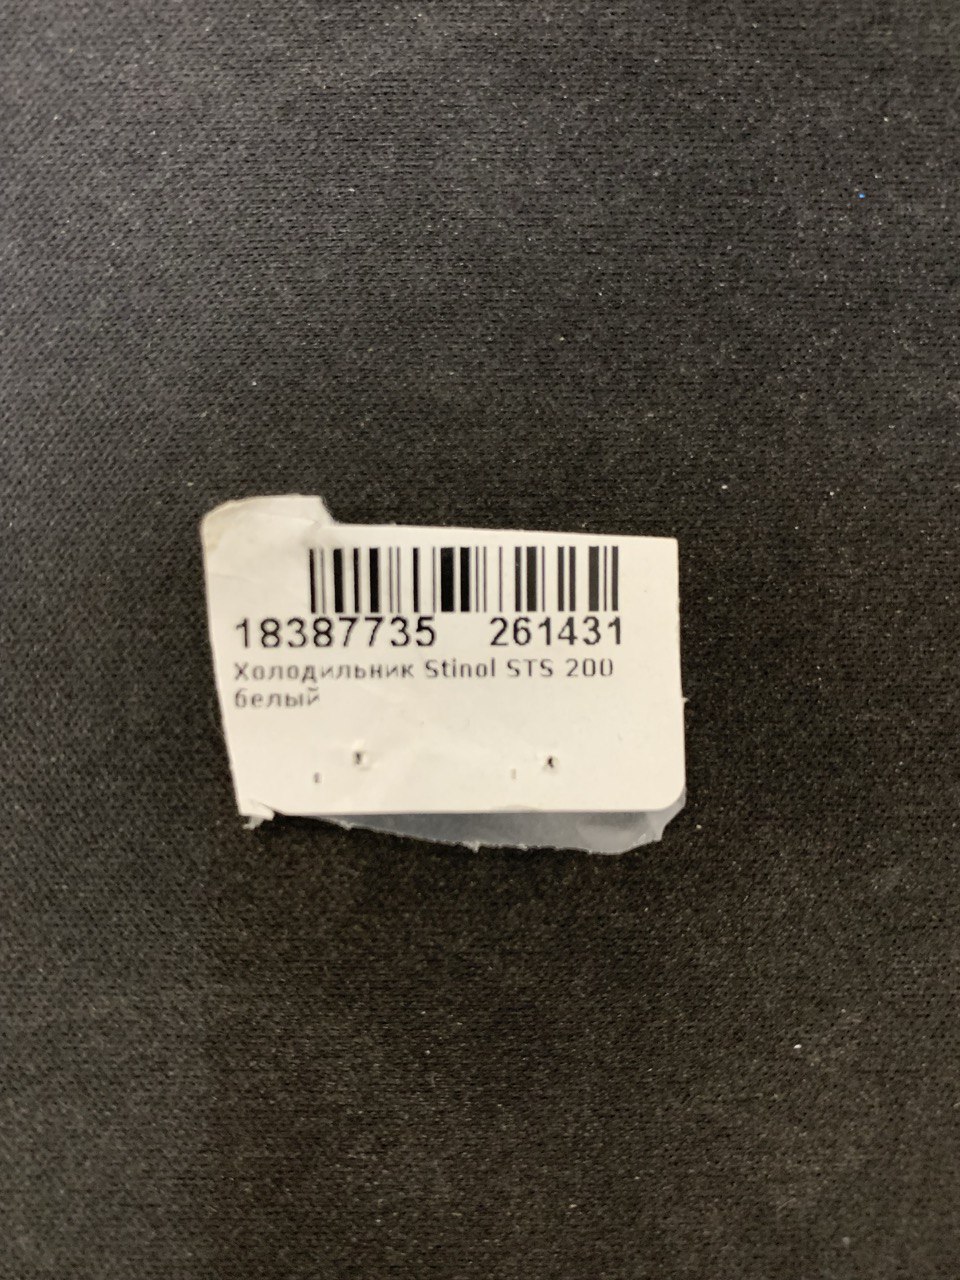 18387735 261431
Холодильник Stinol STS 200
белый